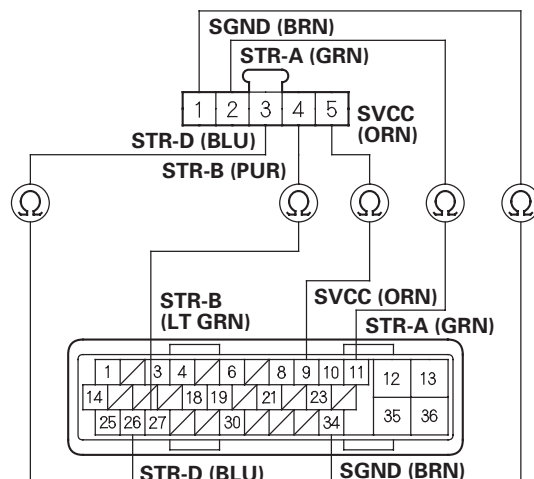 SGND (BRN)
STR-A (GRN)
1 2 3 4 5
SVCC
(ORN)
STR-D (BLU)
STR-B (PUR)
Ω Ω Ω Ω Ω
STR-B
(LT GRN)
SVCC (ORN)
STR-A (GRN)
1 3 4 6 8 9 10 11 12 13
14 18 19 21 23
25 26 27 30 34 35 36
STR-D (BLU)
SGND (BRN)